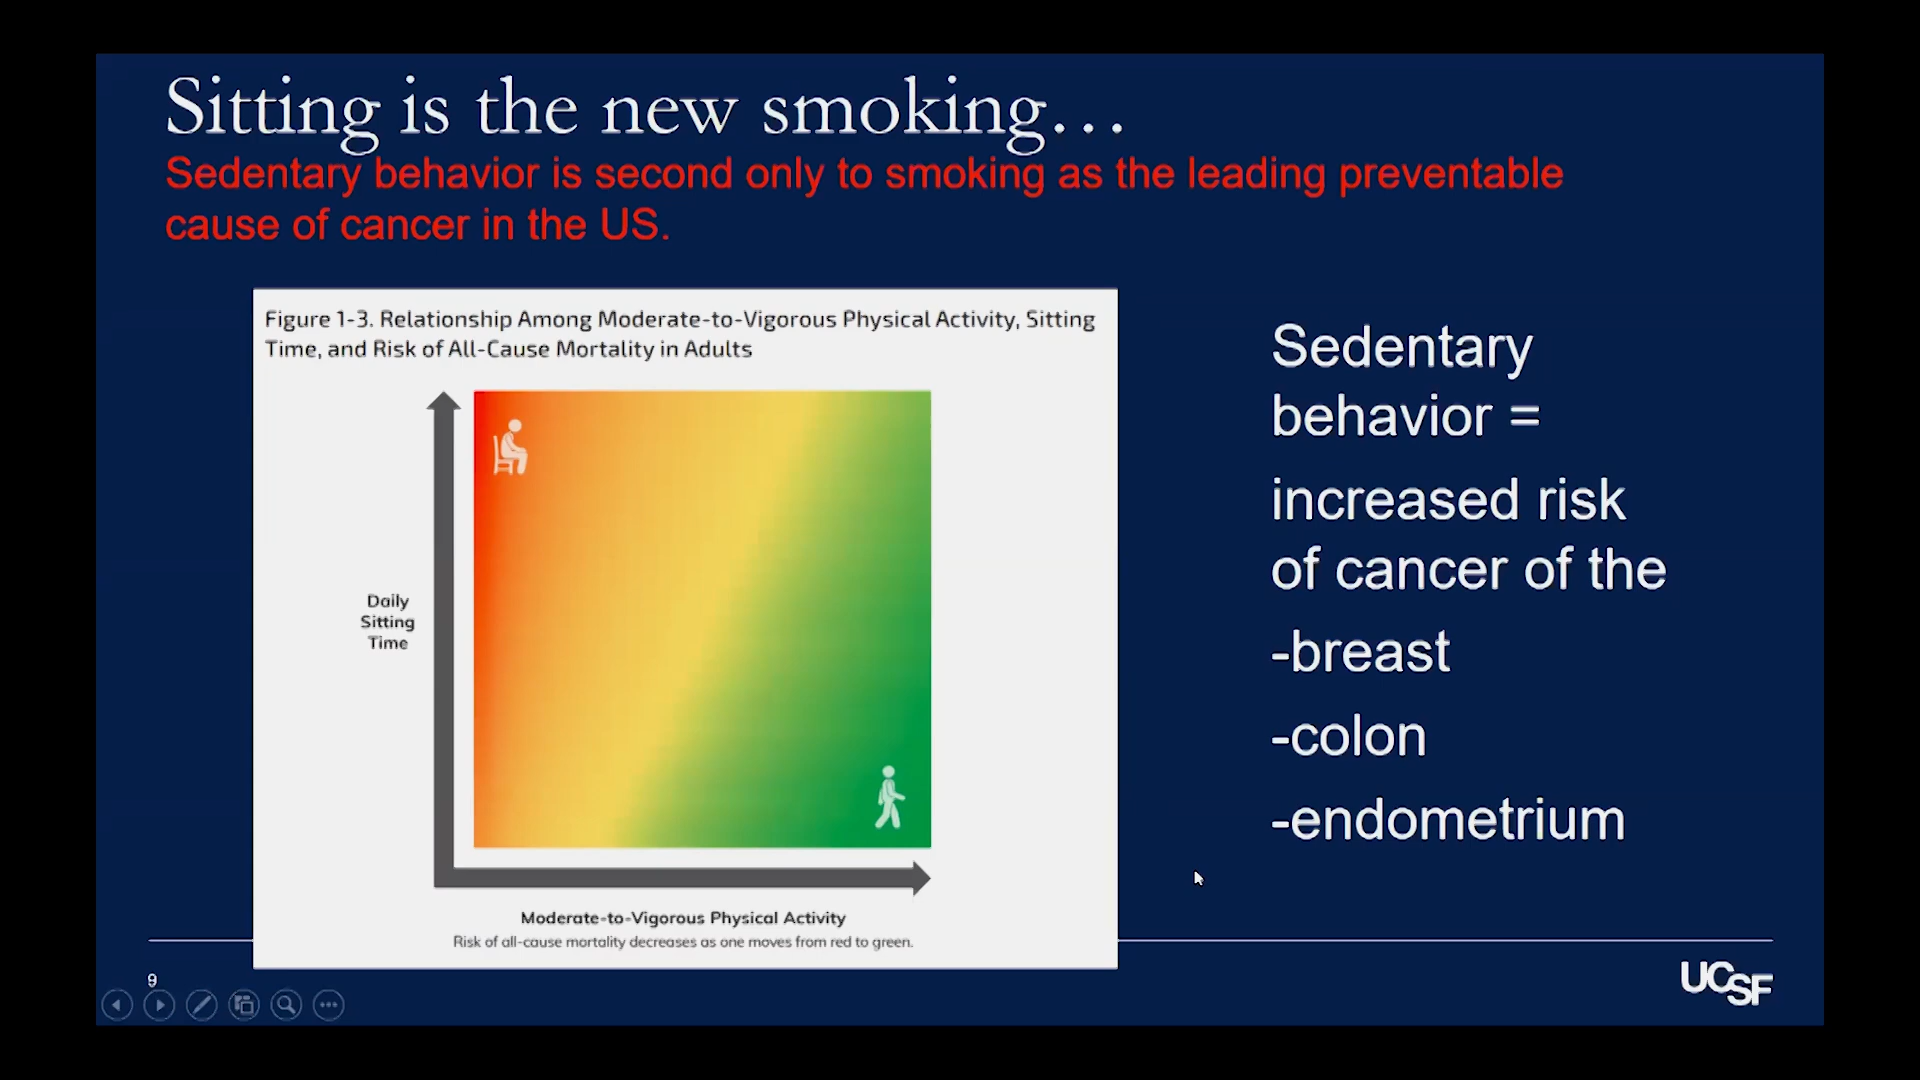 Sitting is the new smoking…
Sedentary behavior is second only to smoking as the leading preventable
cause of cancer in the US.
Figure 1-3. Relationship Among Moderate-to-Vigorous Physical Activity, Sitting
Time, and Risk of All-Cause Mortality in Adults
Daily
Sitting
Time
Moderate-to-Vigorous Physical Activity
Risk of all-cause mortality decreases as one moves from red to green.
Sedentary
behavior =
increased risk
of cancer of the
-breast
-colon
-endometrium
9
UCSF